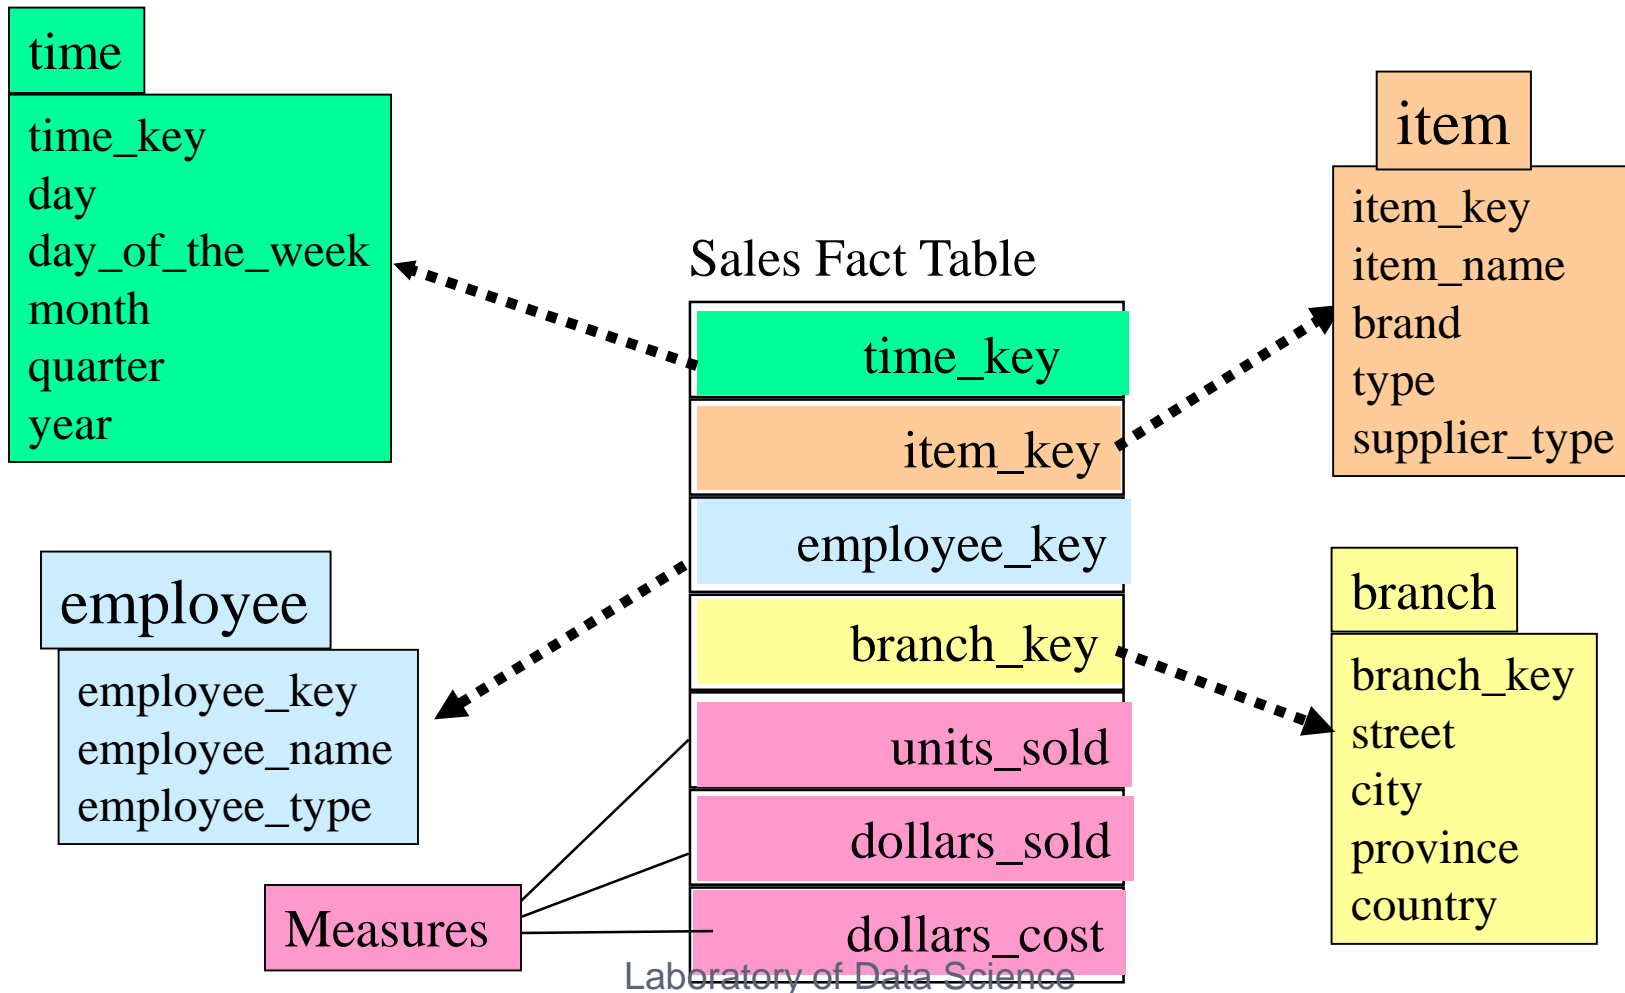 time
time_key
day
day_of_the_week
month
quarter
year
item
item_key
item_name
brand
type
supplier_type
Sales Fact Table
time_key
item_key
employee_key
branch_key
units_sold
dollars_sold
dollars_cost
employee
employee_key
employee_name
employee_type
branch
branch_key
street
city
province
country
Measures
Laboratory of Data Science